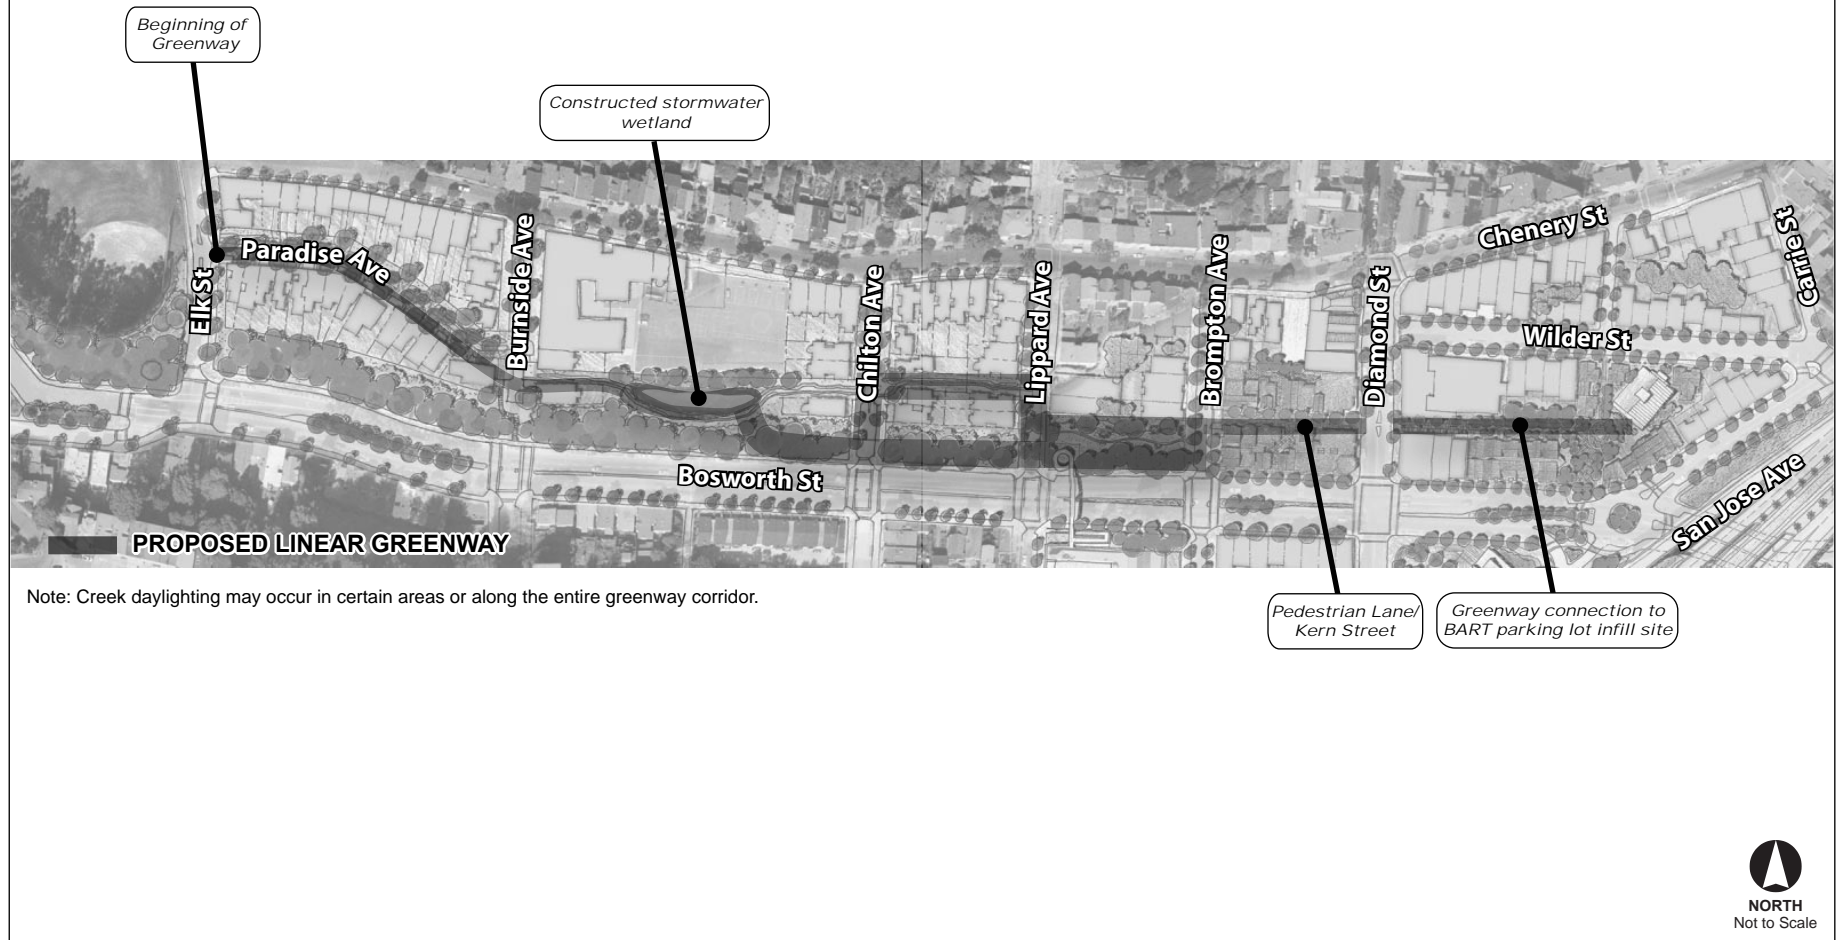 Beginning of
Greenway
Constructed stormwater
wetland
Paradise Ave
Elk St
Burnside Ave
Chilton Ave
Lippard Ave
Brompton Ave
Diamond St
Chenery St
Carrie St
Wilder St
Bosworth St
San Jose Ave
PROPOSED LINEAR GREENWAY
Note: Creek daylighting may occur in certain areas or along the entire greenway corridor.
Pedestrian Lane/
Kern Street
Greenway connection to
BART parking lot infill site
NORTH
Not to Scale